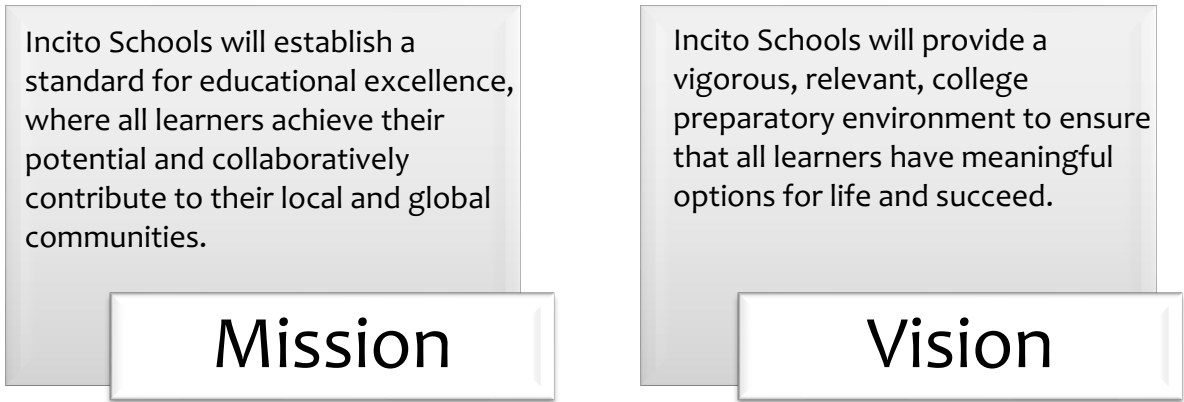 Incito Schools will establish a
standard for educational excellence,
where all learners achieve their
potential and collaboratively
contribute to their local and global
communities.
Mission
Incito Schools will provide a
vigorous, relevant, college
preparatory environment to ensure
that all learners have meaningful
options for life and succeed.
Vision